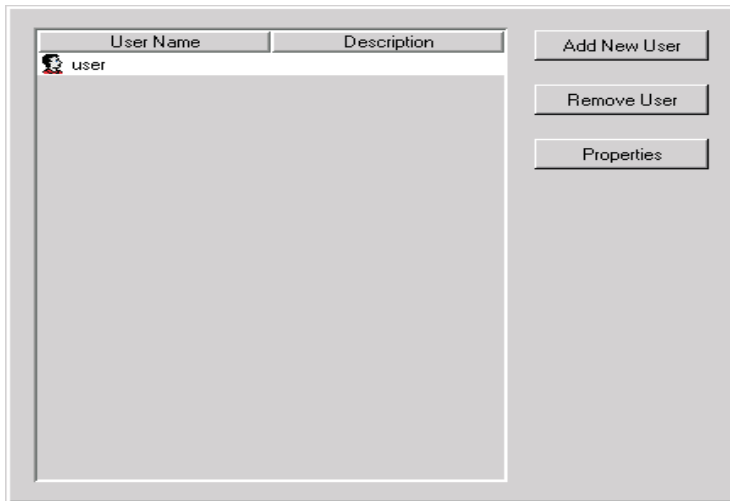 User Name Description
user
Add New User
Remove User
Properties